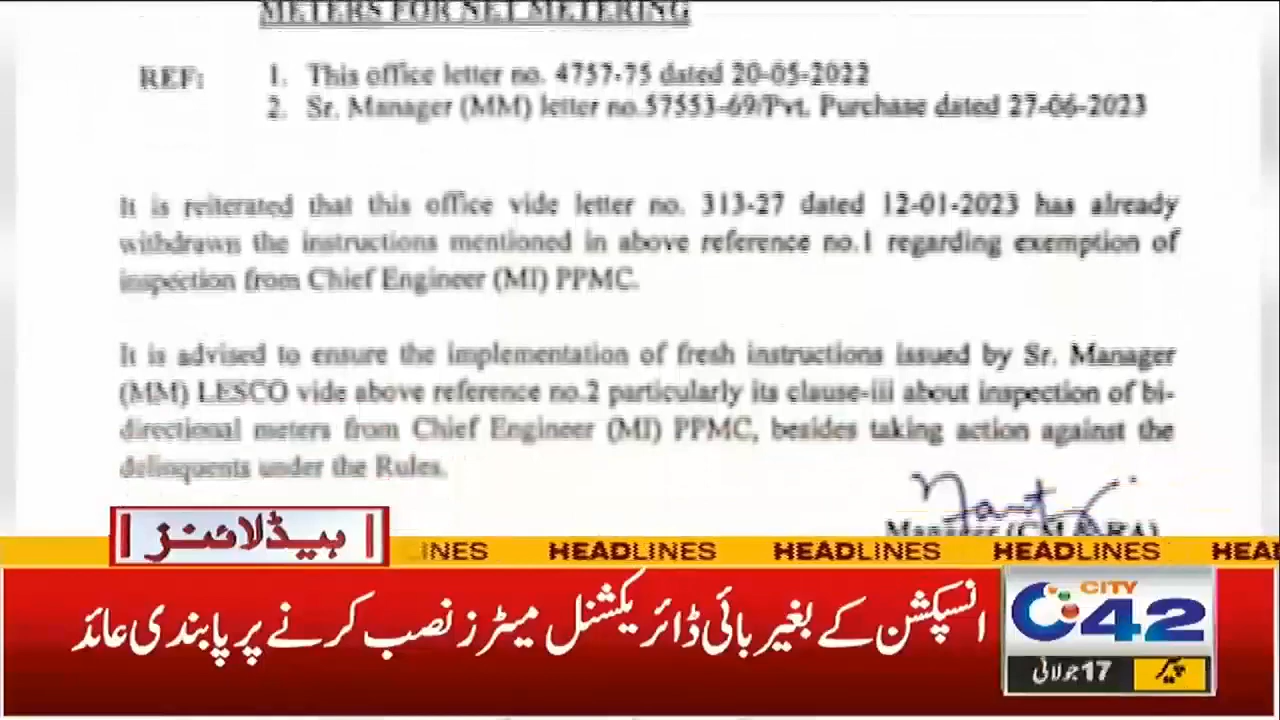 METERS FOR NET METERING
REF: 1. This office letter no. 4757-75 dated 20-05-2022
2. Sr. Manager (MM) letter no.57553-69/Pvt. Purchase dated 27-06-2023
It is reiterated that this office vide letter no. 313-27 dated 12-01-2023 has already
withdrawn the instructions mentioned in above reference no.1 regarding exemption of
inspection from Chief Engineer (MI) PPMC.
It is advised to ensure the implementation of fresh instructions issued by Sr. Manager
(MM) LESCO vide above reference no.2 particularly its clause-iii about inspection of bi-
directional meters from Chief Engineer (MI) PPMC, besides taking action against the
delinquents under the Rules.
Manager
ہیڈلائنز
INES HEADLINES HEADLINES HEADLINES HEAD
انسپکشن کے بغیر بائی ڈائریکشنل میٹرز نصب کرنے پر پابندی عائد
CITY
42
17 جولائی
پیر